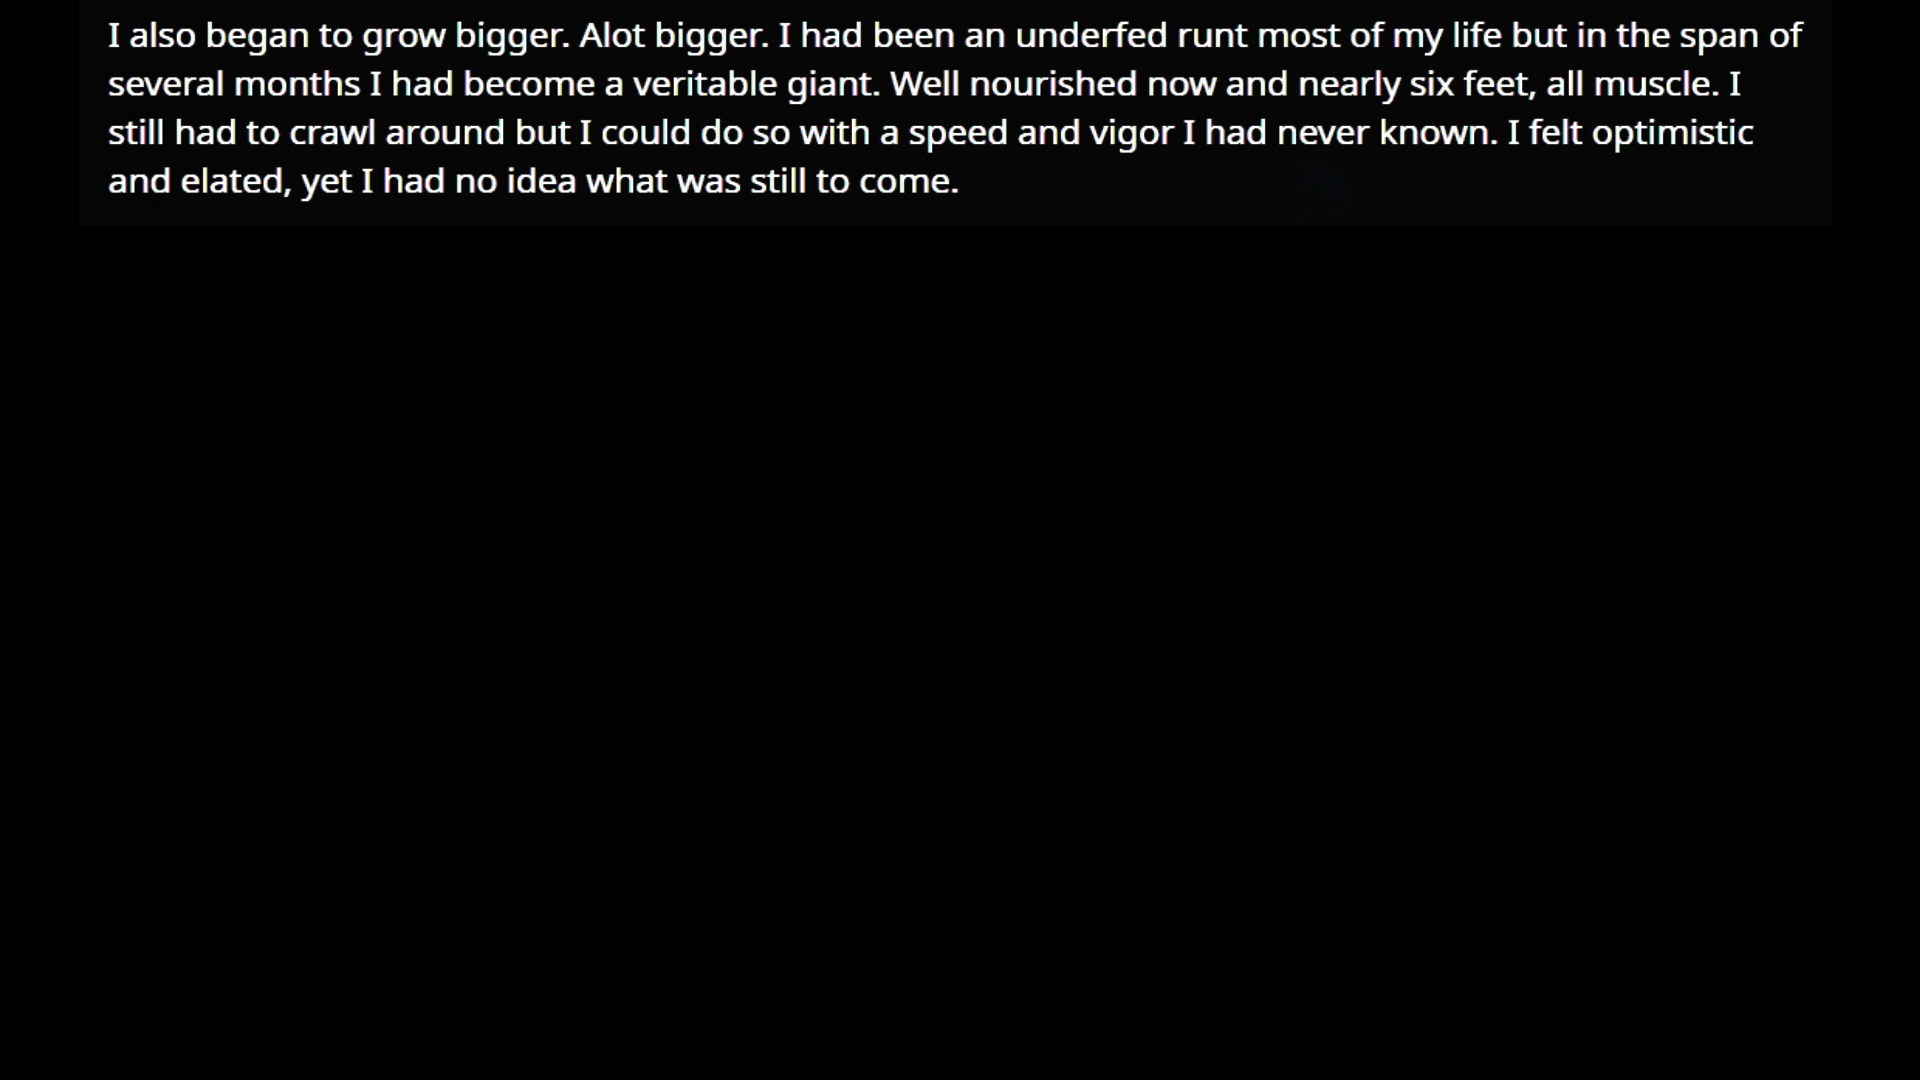 I also began to grow bigger. Alot bigger. I had been an underfed runt most of my life but in the span of
several months I had become a veritable giant. Well nourished now and nearly six feet, all muscle. I
still had to crawl around but I could do so with a speed and vigor I had never known. I felt optimistic
and elated, yet I had no idea what was still to come.